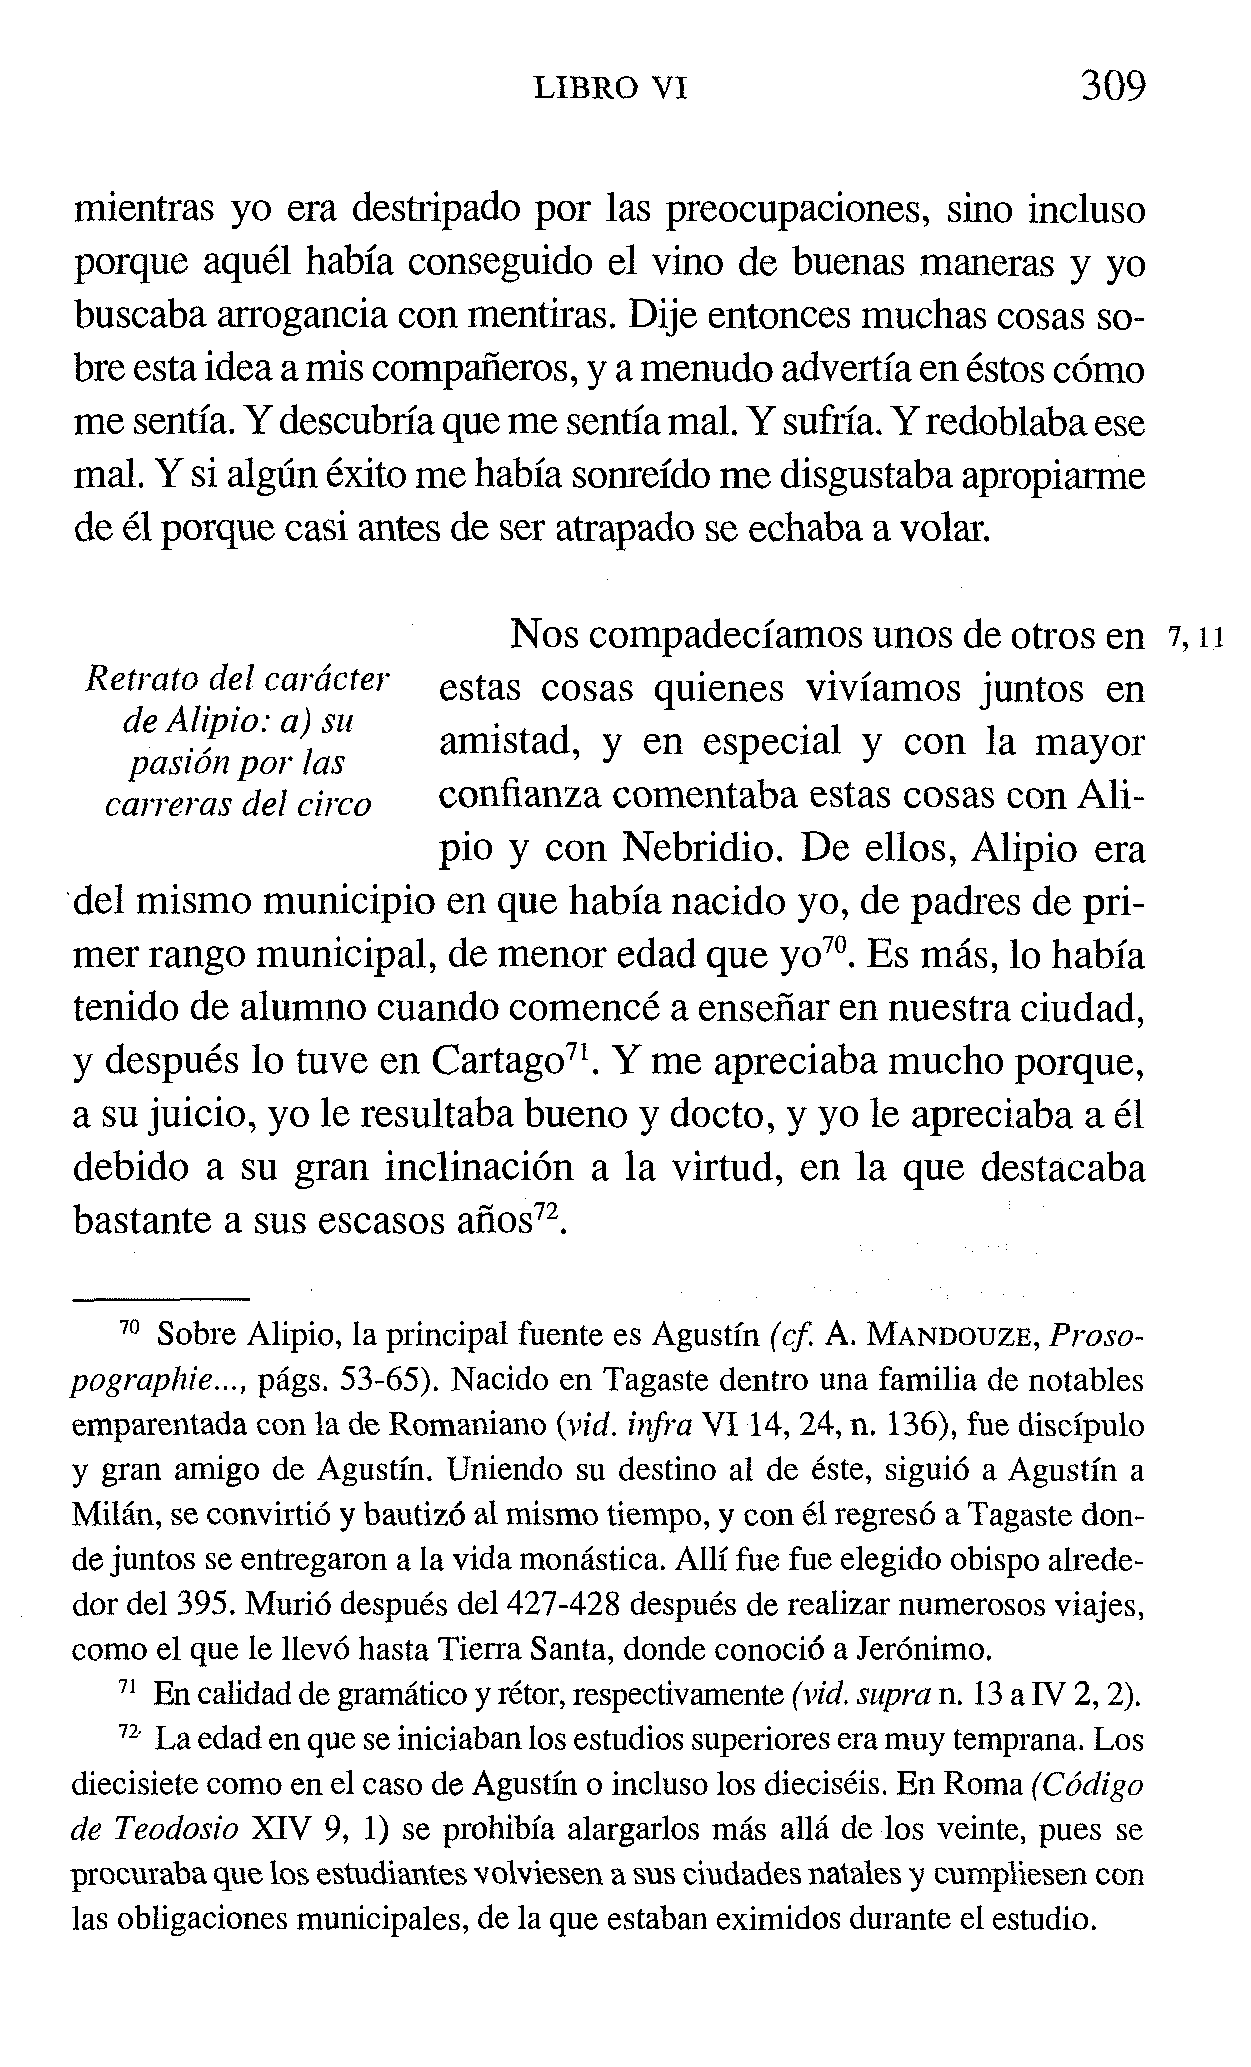 LIBRO VI 309
mientras yo era destripado por las preocupaciones, sino incluso
porque aquél había conseguido el vino de buenas maneras y yo
buscaba arrogancia con mentiras. Dije entonces muchas cosas so-
bre esta idea a mis compañeros, y a menudo advertía en éstos cómo
me sentía. Y descubría que me sentía mal. Y sufría. Y redoblaba ese
mal. Y si algún éxito me había sonreído me disgustaba apropiarme
de él porque casi antes de ser atrapado se echaba a volar.
Retrato del carácter
de Alipio: a) su
pasión por las
carreras del circo
Nos compadecíamos unos de otros en 7, 11
estas cosas quienes vivíamos juntos en
amistad, y en especial y con la mayor
confianza comentaba estas cosas con Ali-
pio y con Nebridio. De ellos, Alipio era
del mismo municipio en que había nacido yo, de padres de pri-
mer rango municipal, de menor edad que yo⁷⁰. Es más, lo había
tenido de alumno cuando comencé a enseñar en nuestra ciudad,
y después lo tuve en Cartago⁷¹. Y me apreciaba mucho porque,
a su juicio, yo le resultaba bueno y docto, y yo le apreciaba a él
debido a su gran inclinación a la virtud, en la que destacaba
bastante a sus escasos años⁷².
⁷⁰ Sobre Alipio, la principal fuente es Agustín (cf. A. MANDOUZE, Proso-
pographie..., págs. 53-65). Nacido en Tagaste dentro una familia de notables
emparentada con la de Romaniano (vid. infra VI 14, 24, n. 136), fue discípulo
y gran amigo de Agustín. Uniendo su destino al de éste, siguió a Agustín a
Milán, se convirtió y bautizó al mismo tiempo, y con él regresó a Tagaste don-
de juntos se entregaron a la vida monástica. Allí fue fue elegido obispo alrede-
dor del 395. Murió después del 427-428 después de realizar numerosos viajes,
como el que le llevó hasta Tierra Santa, donde conoció a Jerónimo.
⁷¹ En calidad de gramático y rétor, respectivamente (vid. supra n. 13 a IV 2, 2).
⁷² La edad en que se iniciaban los estudios superiores era muy temprana. Los
diecisiete como en el caso de Agustín o incluso los dieciséis. En Roma (Código
de Teodosio XIV 9, 1) se prohibía alargarlos más allá de los veinte, pues se
procuraba que los estudiantes volviesen a sus ciudades natales y cumpliesen con
las obligaciones municipales, de la que estaban eximidos durante el estudio.